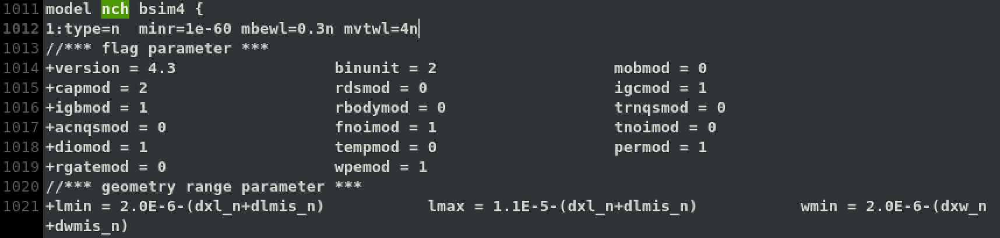 1011 model nch bsim4 {
1012 1:type=n  minr=1e-60 mbewl=0.3n mvtwl=4n
1013 //*** flag parameter ***
1014 +version = 4.3                 binunit = 2                   mobmod = 0
1015 +capmod = 2                    rdsmod = 0                    igcmod = 1
1016 +igbmod = 1                    rbodymod = 0                  trnqsmod = 0
1017 +acnqsmod = 0                  fnoimod = 1                   tnoimod = 0
1018 +diomod = 1                    tempmod = 0                   permod = 1
1019 +rgatemod = 0                  wpemod = 1
1020 //*** geometry range parameter ***
1021 +lmin = 2.0E-6-(dxl_n+dlmis_n)           lmax = 1.1E-5-(dxl_n+dlmis_n)           wmin = 2.0E-6-(dxw_n
+dwmis_n)